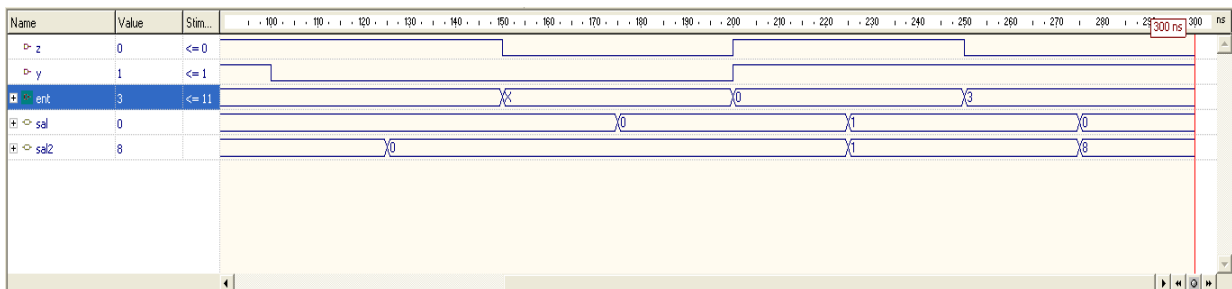 Name Value Stim... 100 110 120 130 140 150 160 170 180 190 200 210 220 230 240 250 260 270 280 300 ns
300 ns
z 0 <= 0
y 1 <= 1
ent 3 <= 11 X 0 3
sal 0 0 1 0
sal2 8 0 1 8